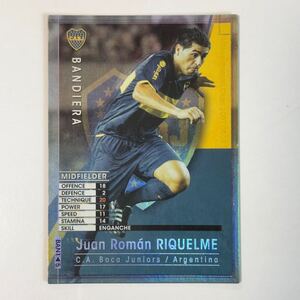 BANDIERA
MIDFIELDER
OFFENCE 18
DEFENCE 2
TECHNIQUE 20
POWER 17
SPEED 11
STAMINA 14
SKILL ENGANCHE
Juan Román RIQUELME
C.A. Boca Juniors / Argentina